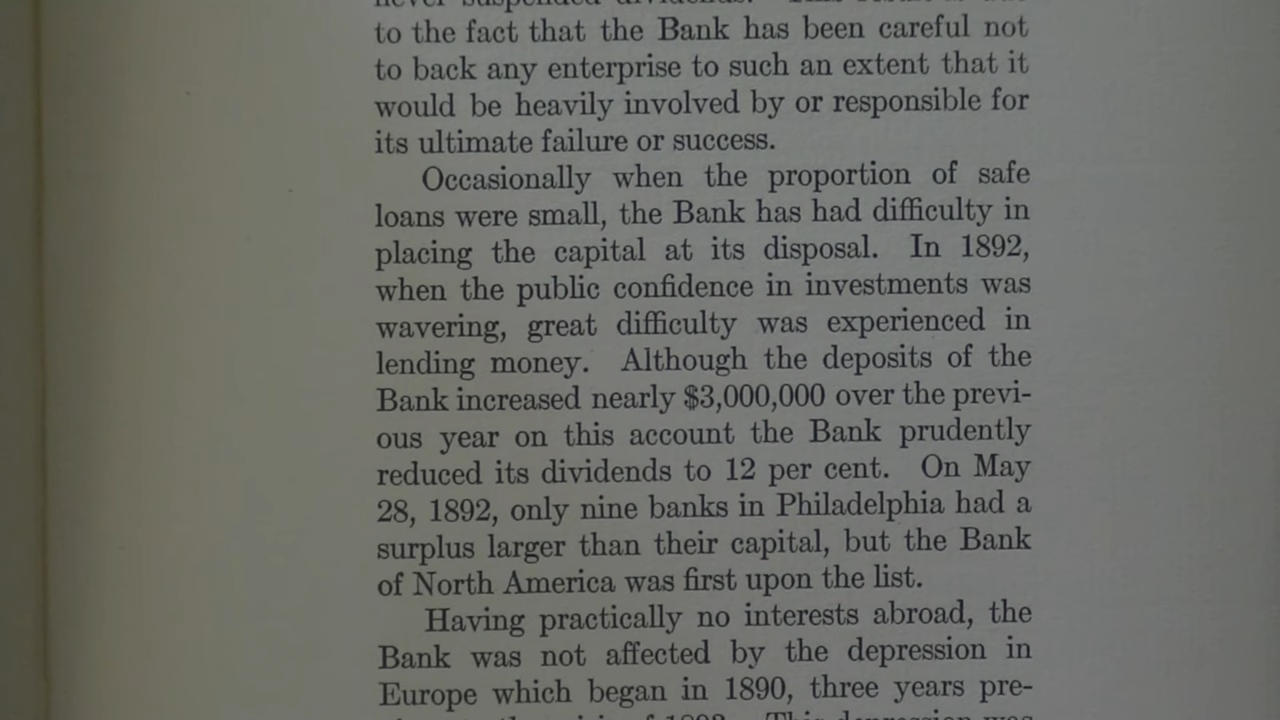 never suspended dividends. This
to the fact that the Bank has been careful not
to back any enterprise to such an extent that it
would be heavily involved by or responsible for
its ultimate failure or success.
Occasionally when the proportion of safe
loans were small, the Bank has had difficulty in
placing the capital at its disposal. In 1892,
when the public confidence in investments was
wavering, great difficulty was experienced in
lending money. Although the deposits of the
Bank increased nearly $3,000,000 over the previ-
ous year on this account the Bank prudently
reduced its dividends to 12 per cent. On May
28, 1892, only nine banks in Philadelphia had a
surplus larger than their capital, but the Bank
of North America was first upon the list.
Having practically no interests abroad, the
Bank was not affected by the depression in
Europe which began in 1890, three years pre-
This depression was